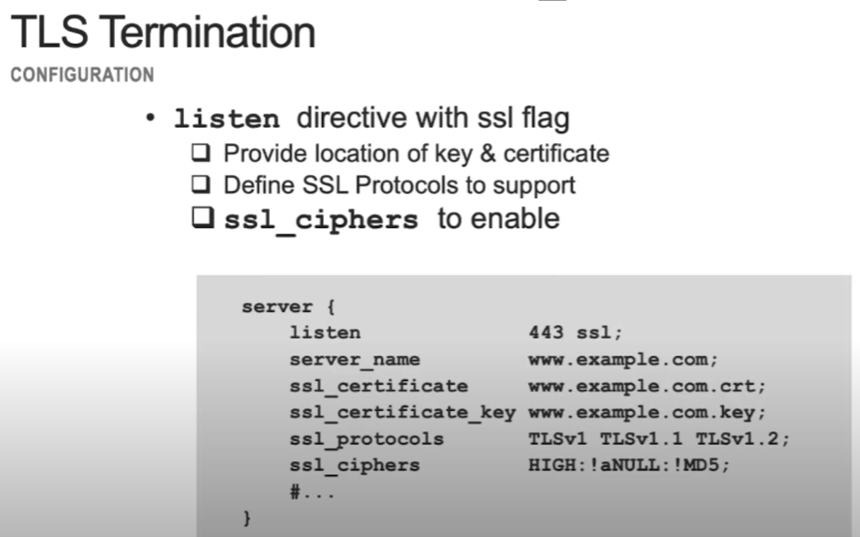 TLS Termination
CONFIGURATION
• listen directive with ssl flag
❑ Provide location of key & certificate
❑ Define SSL Protocols to support
❑ ssl_ciphers to enable
server {
listen 443 ssl;
server_name www.example.com;
ssl_certificate www.example.com.crt;
ssl_certificate_key www.example.com.key;
ssl_protocols TLSv1 TLSv1.1 TLSv1.2;
ssl_ciphers HIGH:!aNULL:!MD5;
#...
}